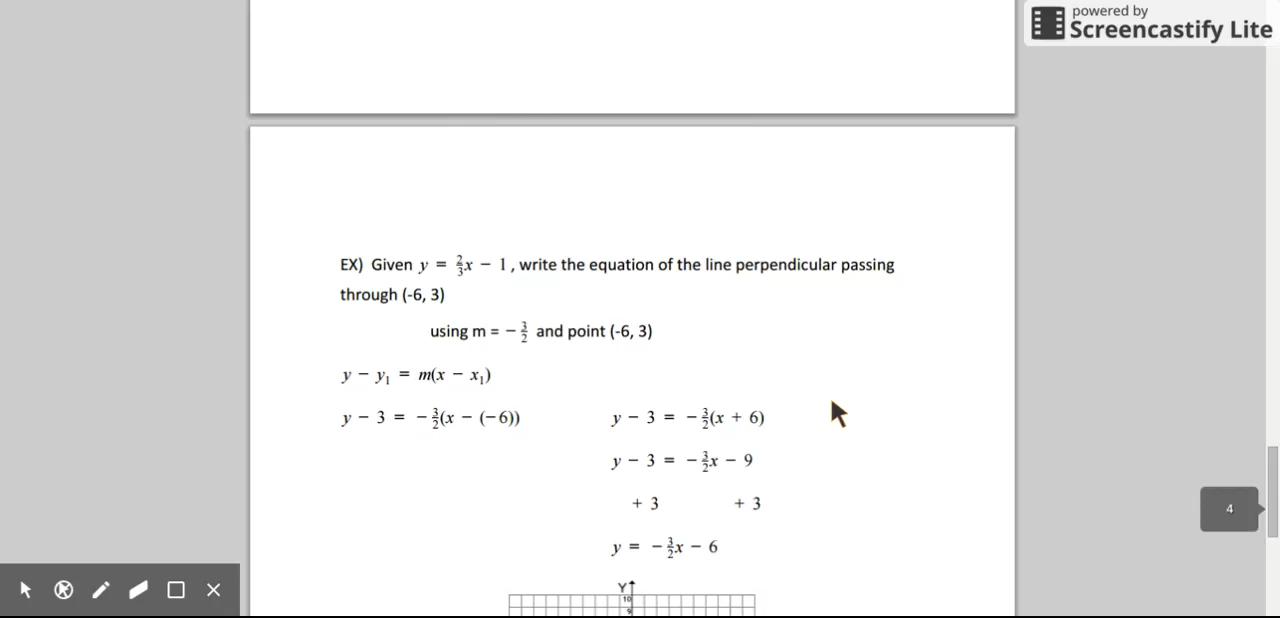 powered by
Screencastify Lite
EX) Given y = 2/3x − 1 , write the equation of the line perpendicular passing
through (-6, 3)
using m = − 3/2 and point (-6, 3)
y − y₁ = m(x − x₁)
y − 3 = − 3/2(x − (−6)) y − 3 = − 3/2(x + 6)
y − 3 = − 3/2x − 9
+ 3 + 3
y = − 3/2x − 6
4
Y
10
9